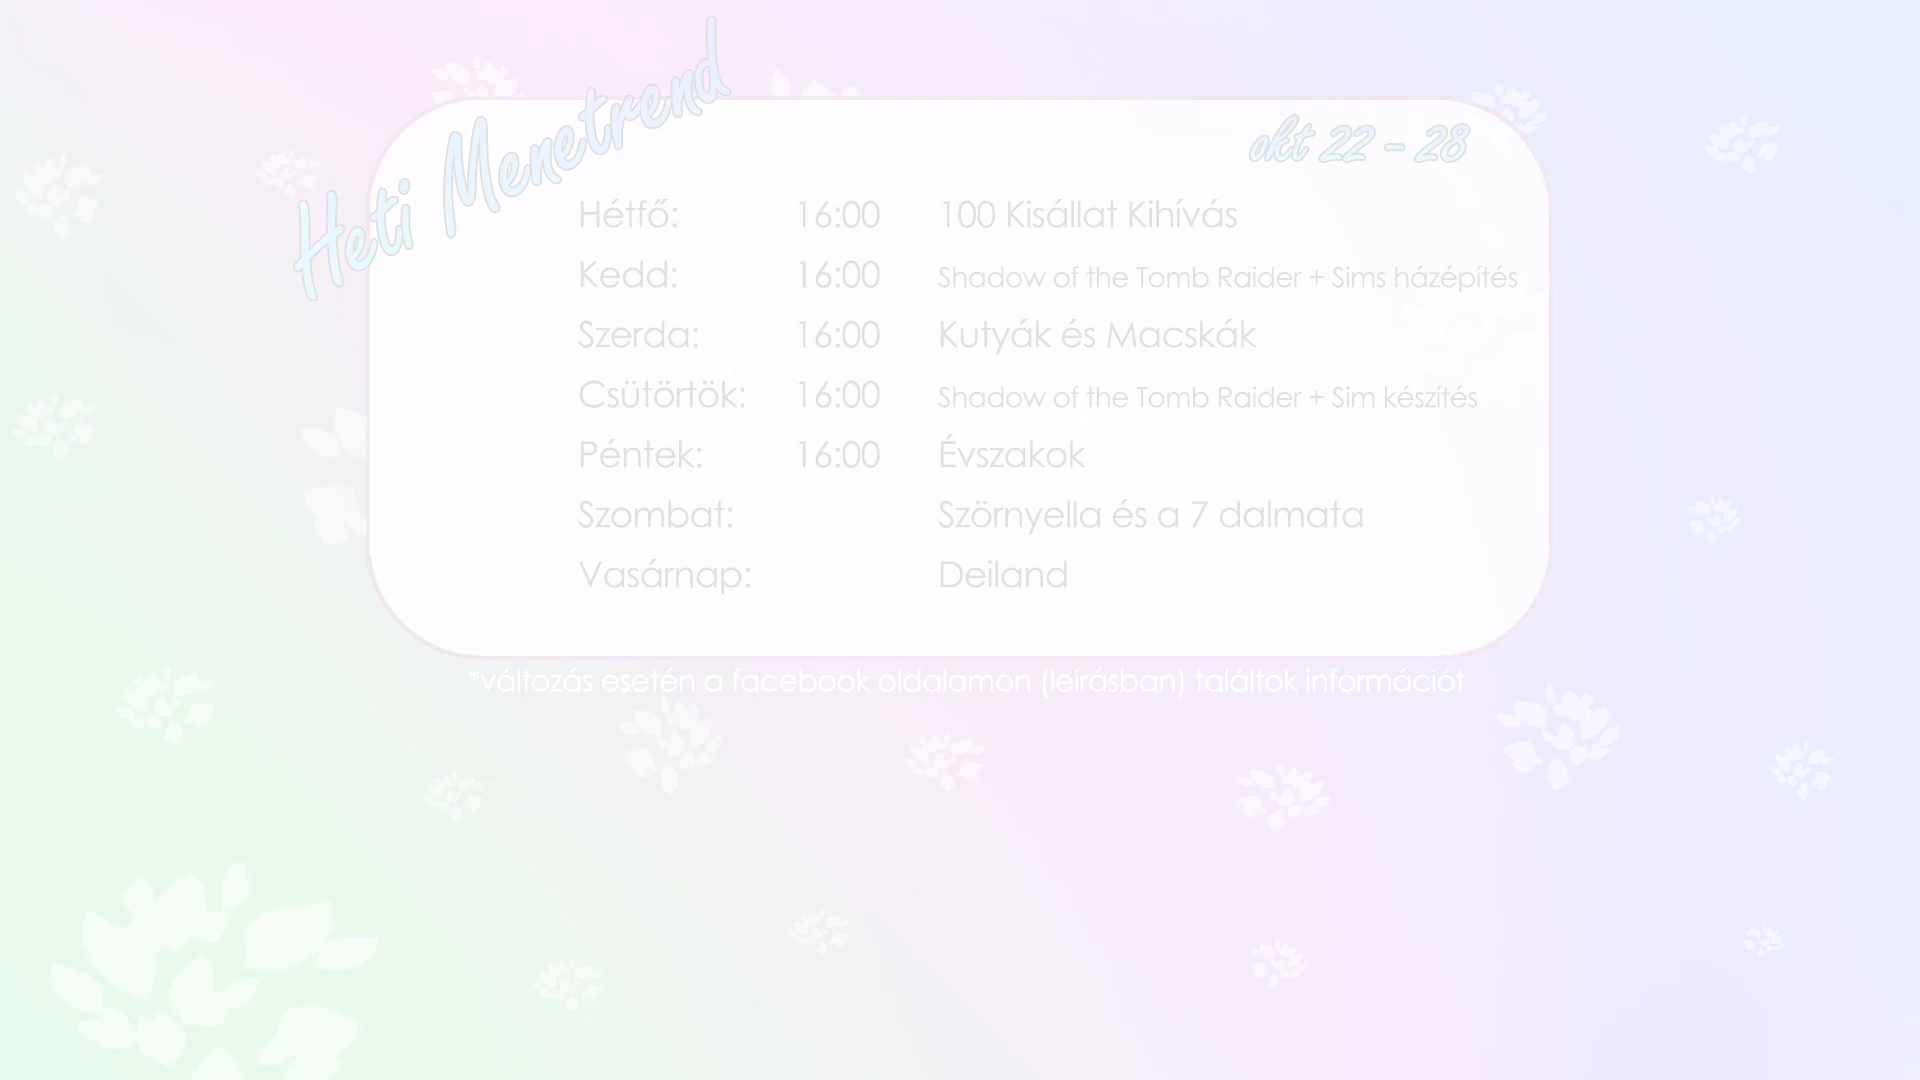 Heti Menetrend
okt 22 - 28
Hétfő: 16:00 100 Kisállat Kihívás
Kedd: 16:00 Shadow of the Tomb Raider + Sims házépítés
Szerda: 16:00 Kutyák és Macskák
Csütörtök: 16:00 Shadow of the Tomb Raider + Sim készítés
Péntek: 16:00 Évszakok
Szombat: Szörnyella és a 7 dalmata
Vasárnap: Deiland
*változás esetén a facebook oldalamon (leírásban) találtok információt